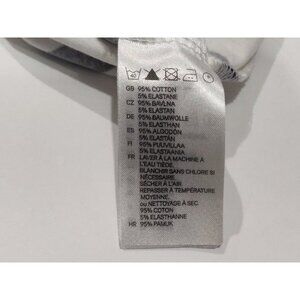 GB 95% COTTON
5% ELASTANE
CZ 95% BAVLNA
5% ELASTAN
DE 95% BAUMWOLLE
5% ELASTHAN
ES 95% ALGODÓN
5% ELASTÁN
FI 95% PUUVILLAA
5% ELASTAANIA
FR LAVER À LA MACHINE À
L'EAU TIÈDE.
BLANCHIR SANS CHLORE SI
NÉCESSAIRE.
SÉCHER À L'AIR
REPASSER À TEMPÉRATURE
MOYENNE,
ou NETTOYAGE À SEC
95% COTON
5% ÉLASTHANNE
HR 95% PAMUK